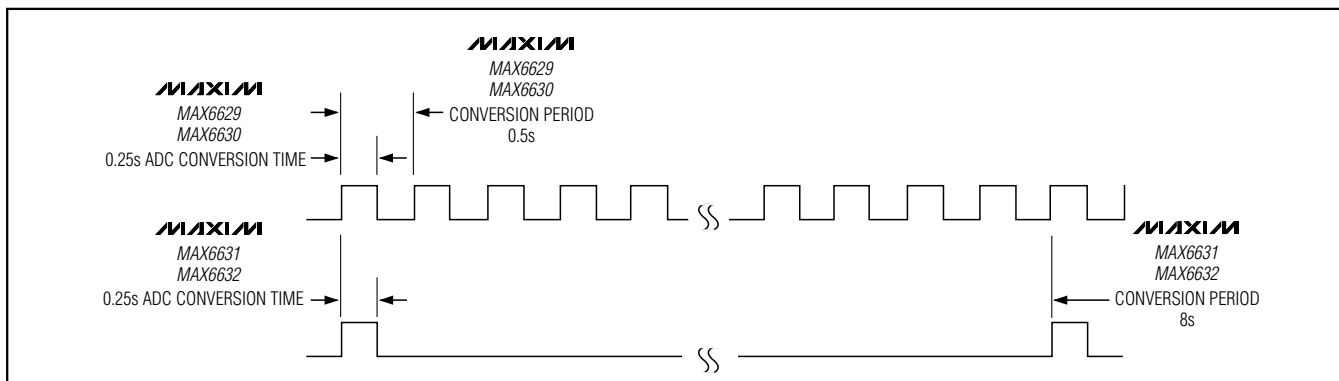 MAXIM
MAX6629
MAX6630
CONVERSION PERIOD
0.5s
MAXIM
MAX6629
MAX6630
0.25s ADC CONVERSION TIME
MAXIM
MAX6631
MAX6632
0.25s ADC CONVERSION TIME
MAXIM
MAX6631
MAX6632
CONVERSION PERIOD
8s